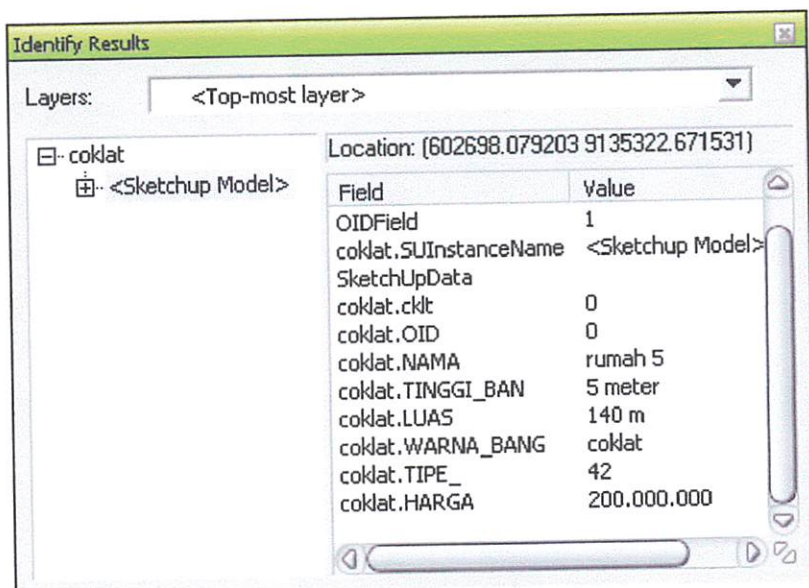 Identify Results
Layers: <Top-most layer>
coklat
<Sketchup Model>
Location: (602698.079203 9135322.671531)
Field Value
OIDField 1
coklat.SUInstanceName <Sketchup Model>
SketchUpData
coklat.cklt 0
coklat.OID 0
coklat.NAMA rumah 5
coklat.TINGGI_BAN 5 meter
coklat.LUAS 140 m
coklat.WARNA_BANG coklat
coklat.TIPE_ 42
coklat.HARGA 200.000.000